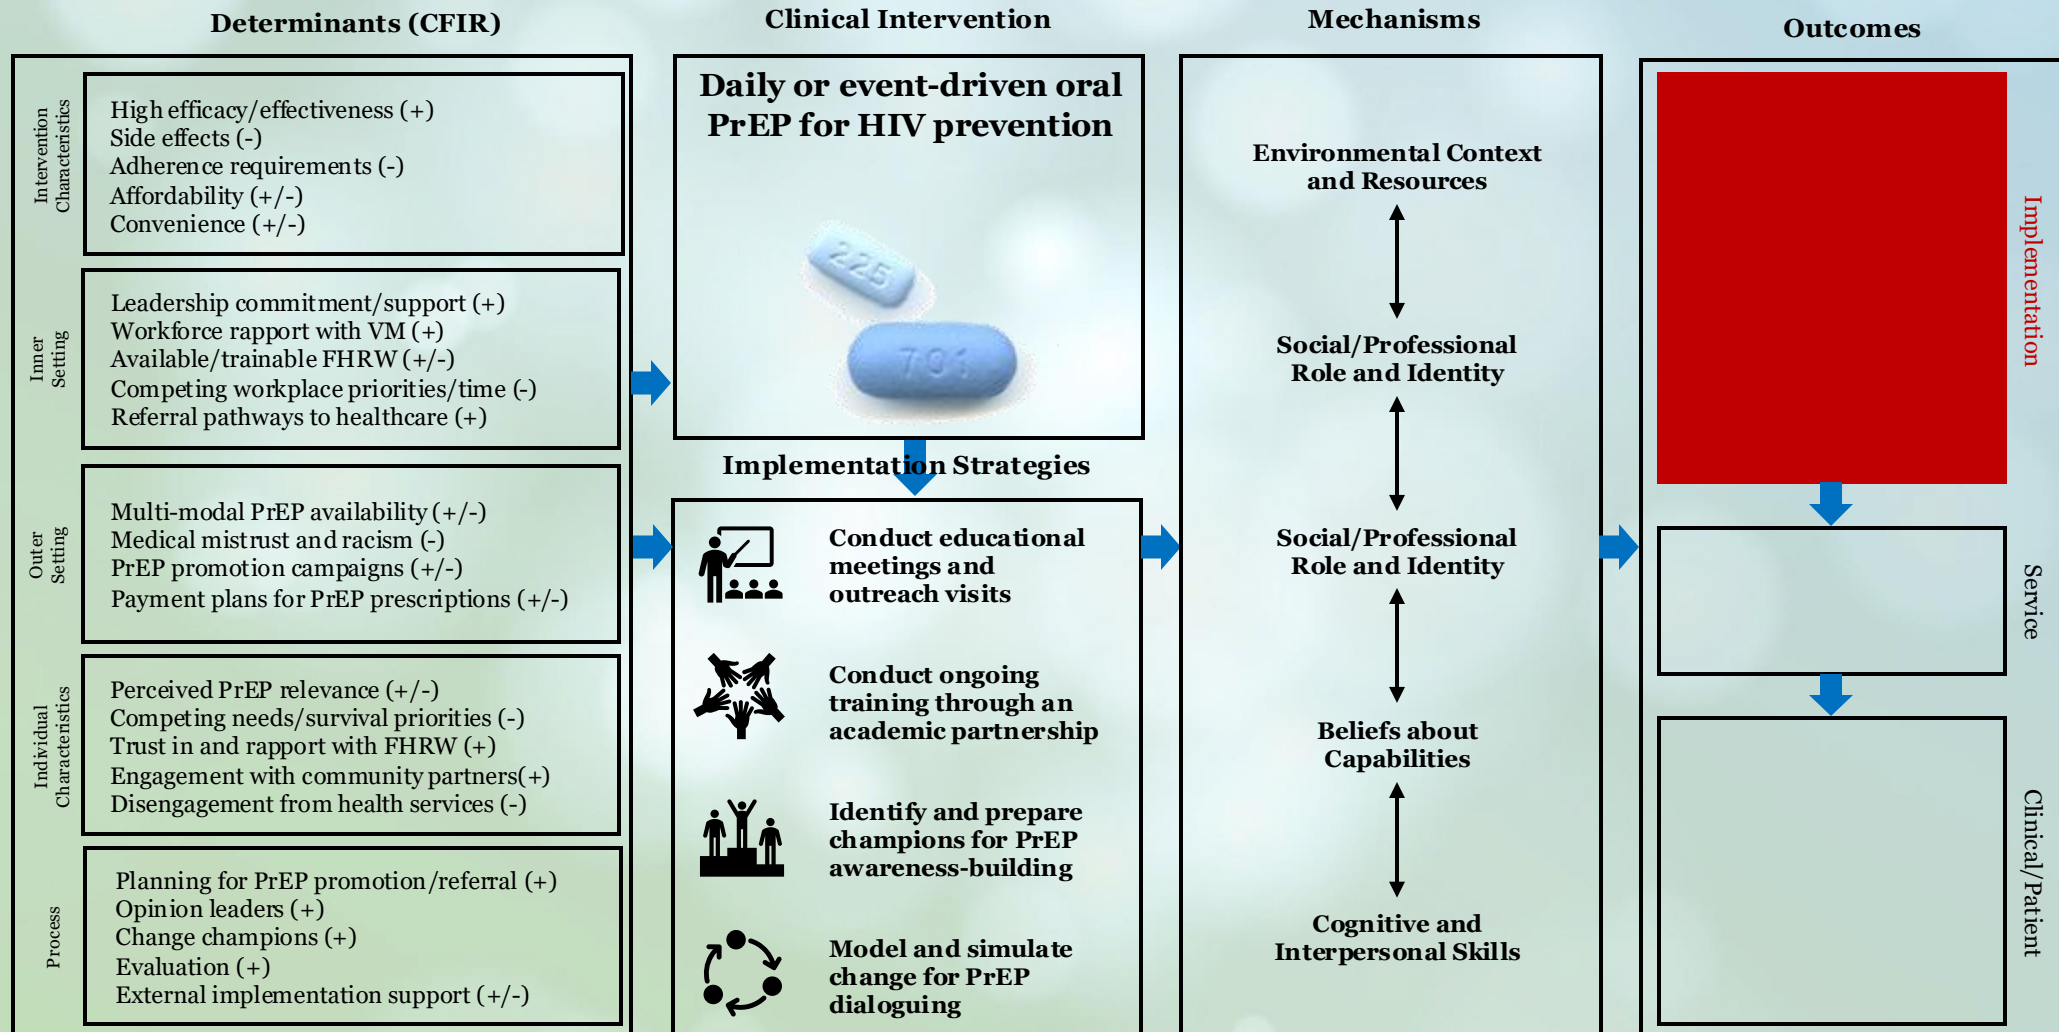 Determinants (CFIR)
Intervention
Characteristics
High efficacy/effectiveness (+)
Side effects (-)
Adherence requirements (-)
Affordability (+/-)
Convenience (+/-)
Inner
Setting
Leadership commitment/support (+)
Workforce rapport with VM (+)
Available/trainable FHRW (+/-)
Competing workplace priorities/time (-)
Referral pathways to healthcare (+)
Outer
Setting
Multi-modal PrEP availability (+/-)
Medical mistrust and racism (-)
PrEP promotion campaigns (+/-)
Payment plans for PrEP prescriptions (+/-)
Individual
Characteristics
Perceived PrEP relevance (+/-)
Competing needs/survival priorities (-)
Trust in and rapport with FHRW (+)
Engagement with community partners(+)
Disengagement from health services (-)
Process
Planning for PrEP promotion/referral (+)
Opinion leaders (+)
Change champions (+)
Evaluation (+)
External implementation support (+/-)
Clinical Intervention
Daily or event-driven oral
PrEP for HIV prevention
225
701
Implementation Strategies
Conduct educational
meetings and
outreach visits
Conduct ongoing
training through an
academic partnership
Identify and prepare
champions for PrEP
awareness-building
Model and simulate
change for PrEP
dialoguing
Mechanisms
Environmental Context
and Resources
Social/Professional
Role and Identity
Social/Professional
Role and Identity
Beliefs about
Capabilities
Cognitive and
Interpersonal Skills
Outcomes
Implementation
Service
Clinical/Patient